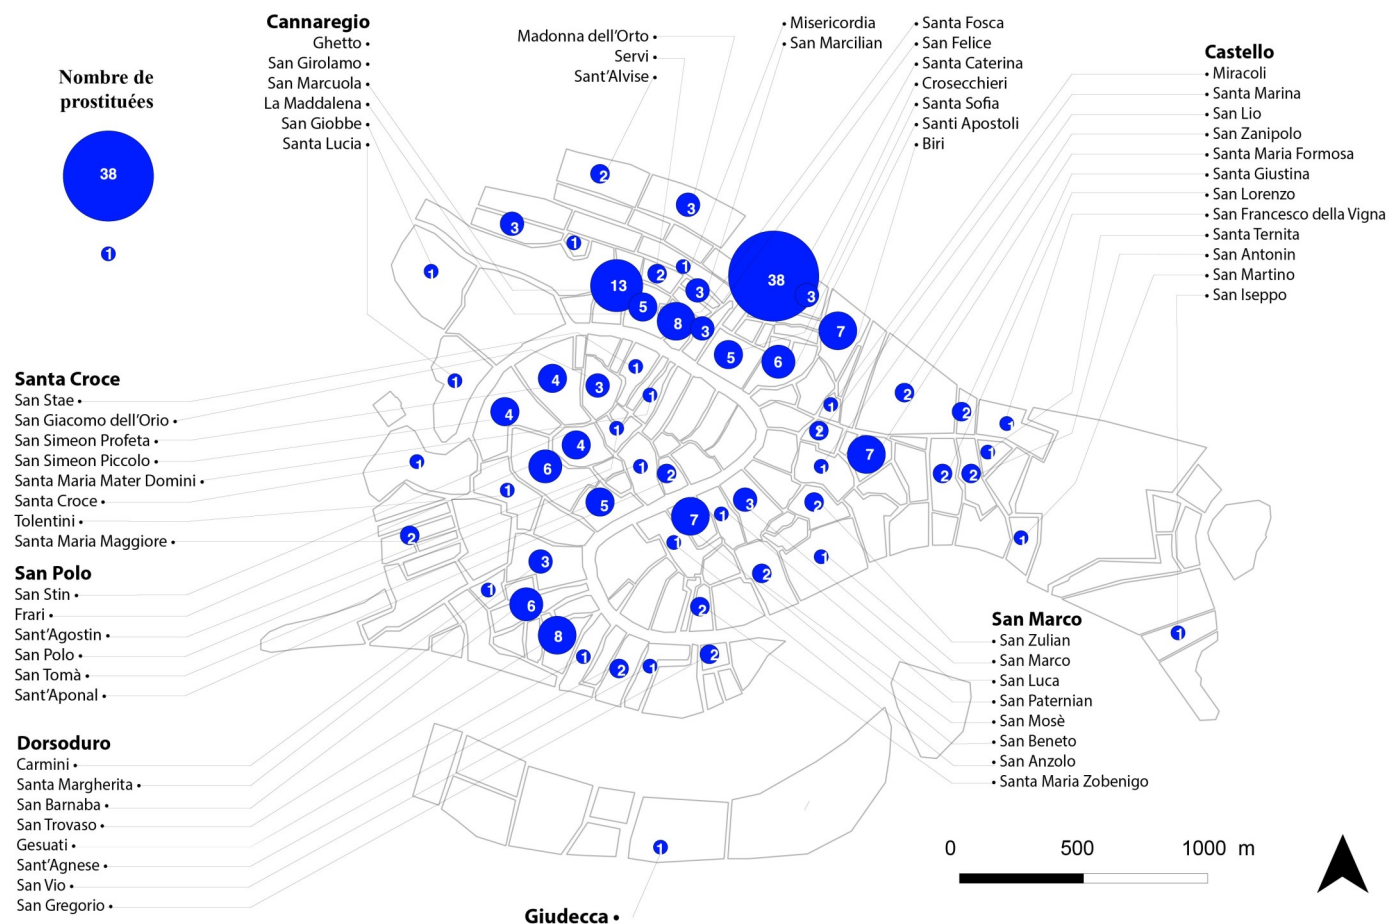 Nombre de
prostituées
38
1
Cannaregio
Ghetto •
San Girolamo •
San Marcuola •
La Maddalena •
San Giobbe •
Santa Lucia •
Madonna dell'Orto •
Servi •
Sant'Alvise •
• Misericordia
• San Marcilian
• Santa Fosca
• San Felice
• Santa Caterina
• Crosecchieri
• Santa Sofia
• Santi Apostoli
• Biri
Castello
• Miracoli
• Santa Marina
• San Lio
• San Zanipolo
• Santa Maria Formosa
• Santa Giustina
• San Lorenzo
• San Francesco della Vigna
• Santa Ternita
• San Antonin
• San Martino
• San Iseppo
2
3
3
1
1
2
1
38
13
3
3
5
8
3
7
5
6
1
1
4
3
1
2
4
1
2
1
1
1
4
2
7
1
1
6
1
2
2
2
1
5
3
2
7
1
1
1
2
3
2
1
1
6
2
8
1
1
2
1
2
1
Santa Croce
San Stae •
San Giacomo dell'Orio •
San Simeon Profeta •
San Simeon Piccolo •
Santa Maria Mater Domini •
Santa Croce •
Tolentini •
Santa Maria Maggiore •
San Polo
San Stin •
Frari •
Sant'Agostin •
San Polo •
San Tomà •
Sant'Aponal •
Dorsoduro
Carmini •
Santa Margherita •
San Barnaba •
San Trovaso •
Gesuati •
Sant'Agnese •
San Vio •
San Gregorio •
San Marco
• San Zulian
• San Marco
• San Luca
• San Paternian
• San Mosè
• San Beneto
• San Anzolo
• Santa Maria Zobenigo
Giudecca •
0 500 1000 m